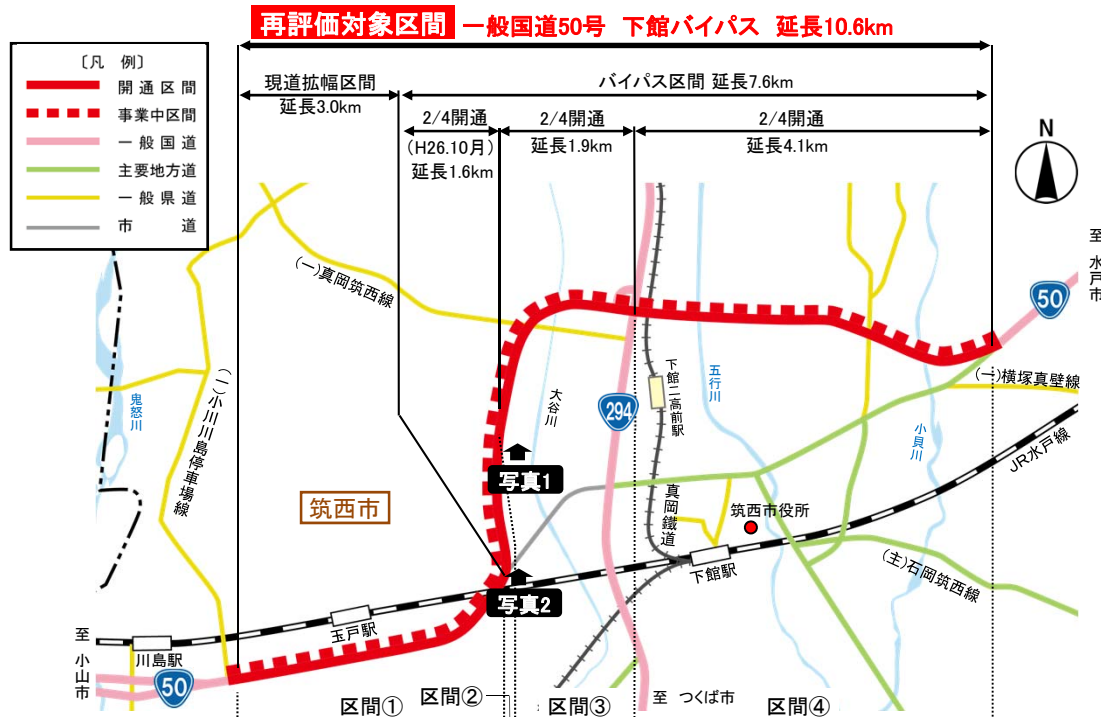 再評価対象区間 一般国道50号 下館バイパス 延長10.6km
〔凡 例〕
開通区間
事業中区間
一般国道
主要地方道
一般県道
市道
現道拡幅区間
延長3.0km
バイパス区間 延長7.6km
2/4開通
(H26.10月)
延長1.6km
2/4開通
延長1.9km
2/4開通
延長4.1km
N
至 水戸市
50
(一)真岡筑西線
(一)小川川島停車場線
鬼怒川
大谷川
294
下館二高前駅
五行川
小貝川
(一)横塚真壁線
JR水戸線
写真1
筑西市
真岡鐵道
筑西市役所
下館駅
(主)石岡筑西線
写真2
玉戸駅
川島駅
至 小山市
50
至 つくば市
区間①
区間②
区間③
区間④